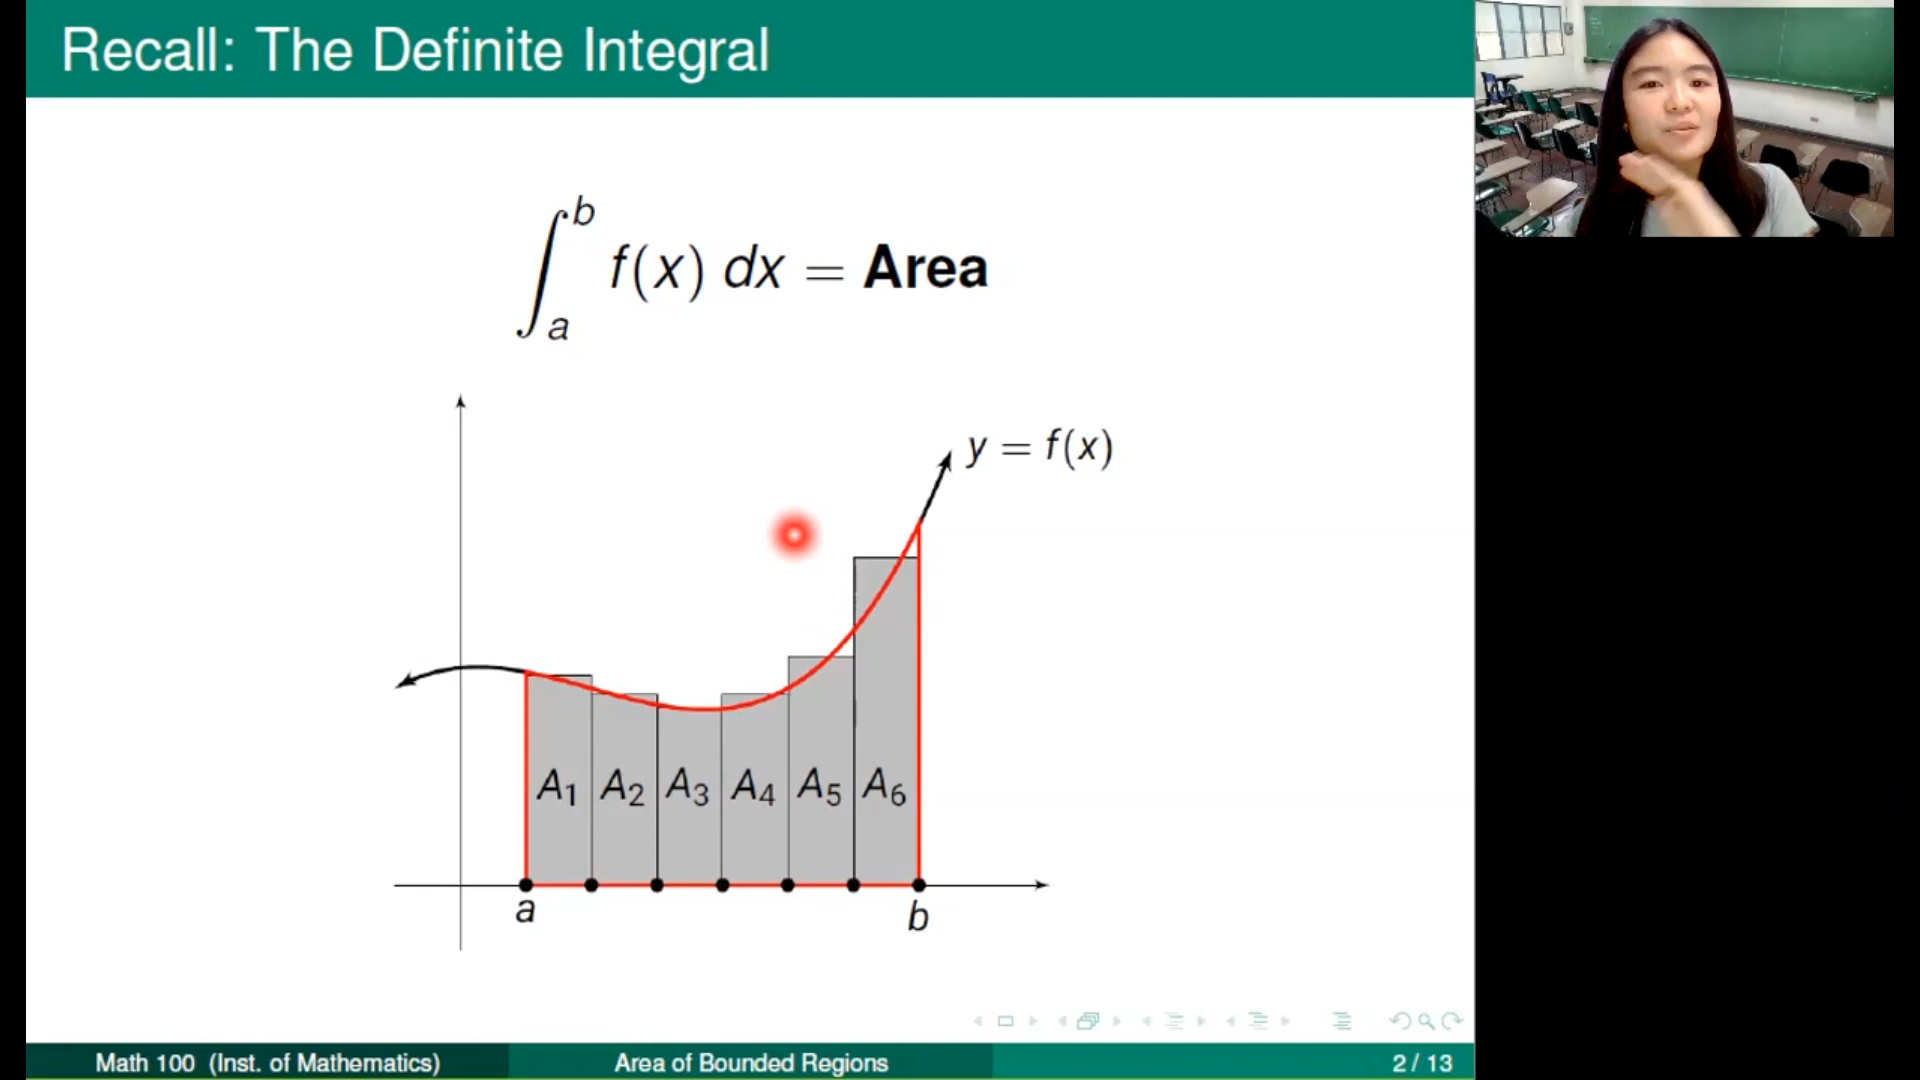 Recall: The Definite Integral
∫_a^b f(x) dx = Area
y = f(x)
A₁ A₂ A₃ A₄ A₅ A₆
a b
Math 100 (Inst. of Mathematics) Area of Bounded Regions 2 / 13